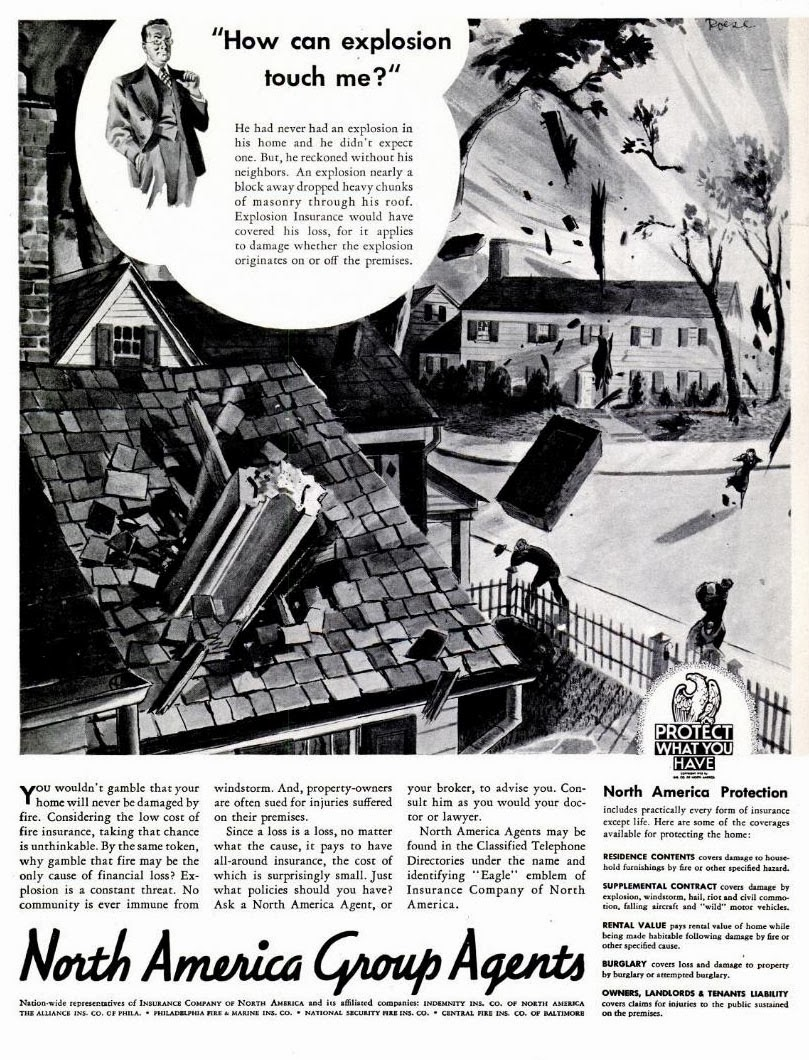 Roese
"How can explosion
touch me?"
He had never had an explosion in
his home and he didn't expect
one. But, he reckoned without his
neighbors. An explosion nearly a
block away dropped heavy chunks
of masonry through his roof.
Explosion Insurance would have
covered his loss, for it applies
to damage whether the explosion
originates on or off the premises.
PROTECT
WHAT YOU
HAVE
YOU wouldn't gamble that your
home will never be damaged by
fire. Considering the low cost of
fire insurance, taking that chance
is unthinkable. By the same token,
why gamble that fire may be the
only cause of financial loss? Ex-
plosion is a constant threat. No
community is ever immune from
windstorm. And, property-owners
are often sued for injuries suffered
on their premises.
Since a loss is a loss, no matter
what the cause, it pays to have
all-around insurance, the cost of
which is surprisingly small. Just
what policies should you have?
Ask a North America Agent, or
your broker, to advise you. Con-
sult him as you would your doc-
tor or lawyer.
North America Agents may be
found in the Classified Telephone
Directories under the name and
identifying "Eagle" emblem of
Insurance Company of North
America.
North America Protection
includes practically every form of insurance
except life. Here are some of the coverages
available for protecting the home:
RESIDENCE CONTENTS covers damage to house-
hold furnishings by fire or other specified hazard.
SUPPLEMENTAL CONTRACT covers damage by
explosion, windstorm, hail, riot and civil commo-
tion, falling aircraft and "wild" motor vehicles.
RENTAL VALUE pays rental value of home while
being made habitable following damage by fire or
other specified cause.
BURGLARY covers loss and damage to property
by burglary or attempted burglary.
OWNERS, LANDLORDS & TENANTS LIABILITY
covers claims for injuries to the public sustained
on the premises.
North America Group Agents
Nation-wide representatives of INSURANCE COMPANY OF NORTH AMERICA and its affiliated companies: INDEMNITY INS. CO. OF NORTH AMERICA
THE ALLIANCE INS. CO. OF PHILA. • PHILADELPHIA FIRE & MARINE INS. CO. • NATIONAL SECURITY FIRE INS. CO. • CENTRAL FIRE INS. CO. OF BALTIMORE